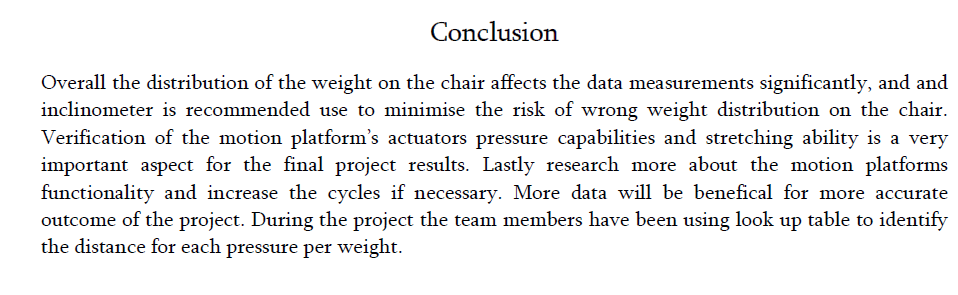 Conclusion
Overall the distribution of the weight on the chair affects the data measurements significantly, and and
inclinometer is recommended use to minimise the risk of wrong weight distribution on the chair.
Verification of the motion platform's actuators pressure capabilities and stretching ability is a very
important aspect for the final project results. Lastly research more about the motion platforms
functionality and increase the cycles if necessary. More data will be benefical for more accurate
outcome of the project. During the project the team members have been using look up table to identify
the distance for each pressure per weight.